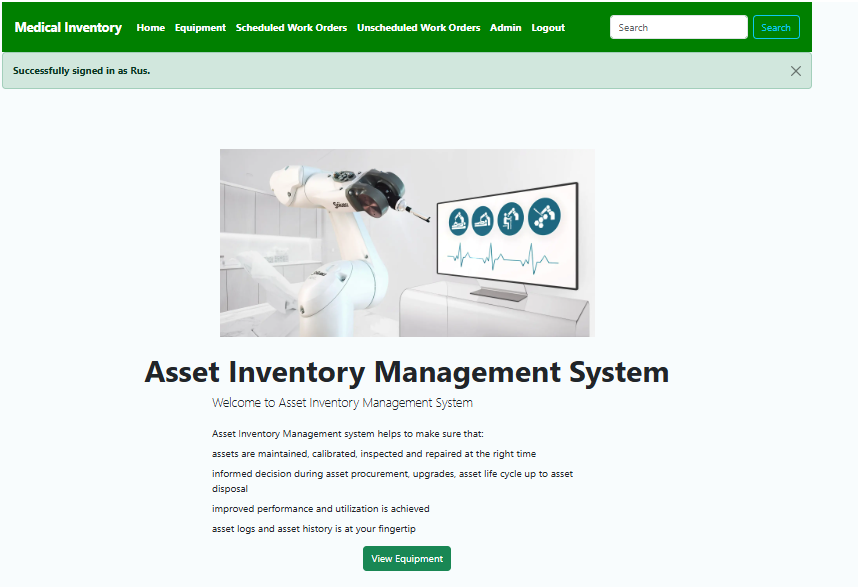 Medical Inventory Home Equipment Scheduled Work Orders Unscheduled Work Orders Admin Logout Search Search
Successfully signed in as Rus.
Asset Inventory Management System
Welcome to Asset Inventory Management System
Asset Inventory Management system helps to make sure that:
assets are maintained, calibrated, inspected and repaired at the right time
informed decision during asset procurement, upgrades, asset life cycle up to asset
disposal
improved performance and utilization is achieved
asset logs and asset history is at your fingertip
View Equipment